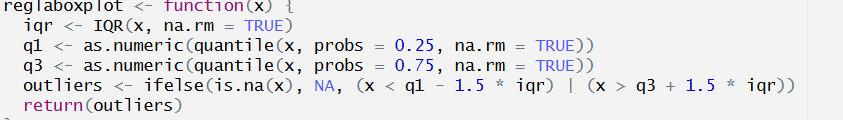 reglaboxplot <- function(x) {
  iqr <- IQR(x, na.rm = TRUE)
  q1 <- as.numeric(quantile(x, probs = 0.25, na.rm = TRUE))
  q3 <- as.numeric(quantile(x, probs = 0.75, na.rm = TRUE))
  outliers <- ifelse(is.na(x), NA, (x < q1 - 1.5 * iqr) | (x > q3 + 1.5 * iqr))
  return(outliers)